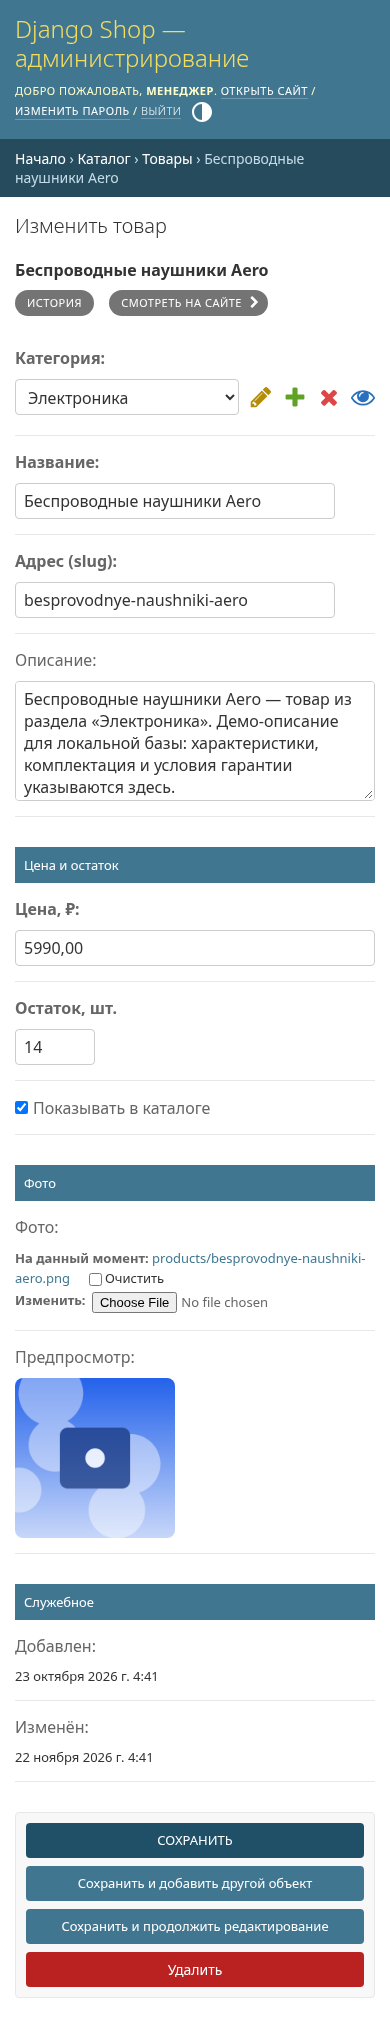 Django Shop —
администрирование
ДОБРО ПОЖАЛОВАТЬ, МЕНЕДЖЕР. ОТКРЫТЬ САЙТ /
ИЗМЕНИТЬ ПАРОЛЬ / ВЫЙТИ
Начало › Каталог › Товары › Беспроводные
наушники Aero
Изменить товар
Беспроводные наушники Aero
ИСТОРИЯ
СМОТРЕТЬ НА САЙТЕ
Категория:
Электроника
Название:
Беспроводные наушники Aero
Адрес (slug):
besprovodnye-naushniki-aero
Описание:
Беспроводные наушники Aero — товар из
раздела «Электроника». Демо-описание
для локальной базы: характеристики,
комплектация и условия гарантии
указываются здесь.
Цена и остаток
Цена, ₽:
5990,00
Остаток, шт.
14
Показывать в каталоге
Фото
Фото:
На данный момент: products/besprovodnye-naushniki-
aero.png Очистить
Изменить: Choose File No file chosen
Предпросмотр:
Служебное
Добавлен:
23 октября 2026 г. 4:41
Изменён:
22 ноября 2026 г. 4:41
СОХРАНИТЬ
Сохранить и добавить другой объект
Сохранить и продолжить редактирование
Удалить